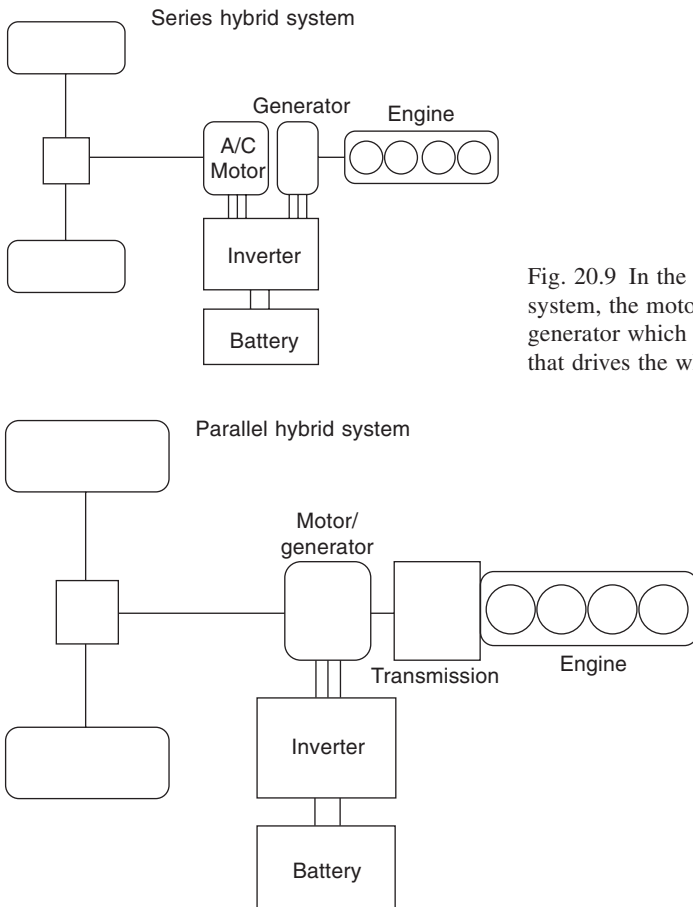 Series hybrid system
Generator
Engine
A/C
Motor
Inverter
Battery
Fig. 20.9 In the
system, the moto
generator which
that drives the w
Parallel hybrid system
Motor/
generator
Transmission
Engine
Inverter
Battery